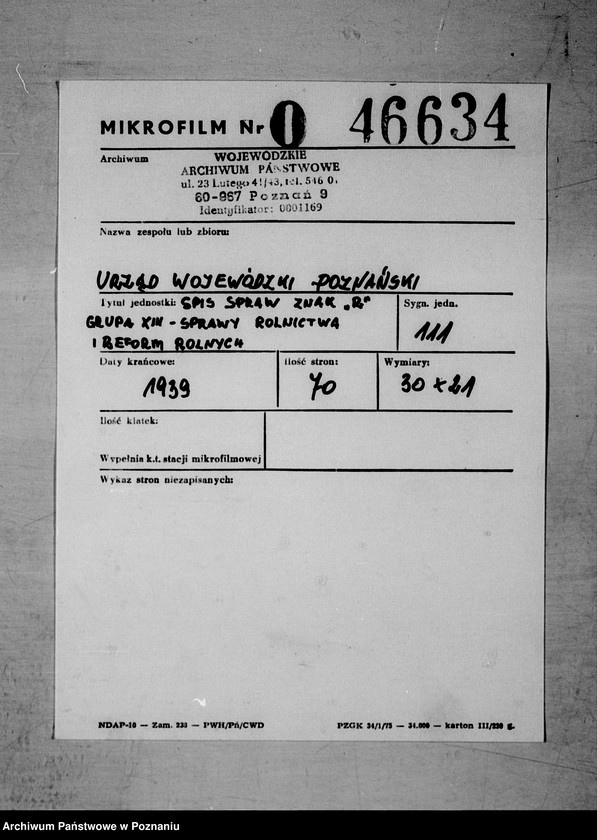 MIKROFILM Nr 0 46634
Archiwum
WOJEWÓDZKIE
ARCHIWUM PAŃSTWOWE
ul. 23 Lutego 41/43, tel. 546 0
60-967 Poznań 9
Identyfikator: 0001169
Nazwa zespołu lub zbioru:
URZĄD WOJEWÓDZKI POZNAŃSKI
Tytuł jednostki: SPIS SPRAW ZNAK „R"
GRUPA XIII - SPRAWY ROLNICTWA
I REFORM ROLNYCH
Sygn. jedn.
111
Daty krańcowe:
1939
Ilość stron:
70
Wymiary:
30 x 21
Ilość klatek:
Wypełnia k.t. stacji mikrofilmowej
Wykaz stron niezapisanych:
NDAP-10 — Zam. 233 — PWH/Pń/CWD
PZGK 34/1/75 — 34.000 — karton III/220 g.
Archiwum Państwowe w Poznaniu